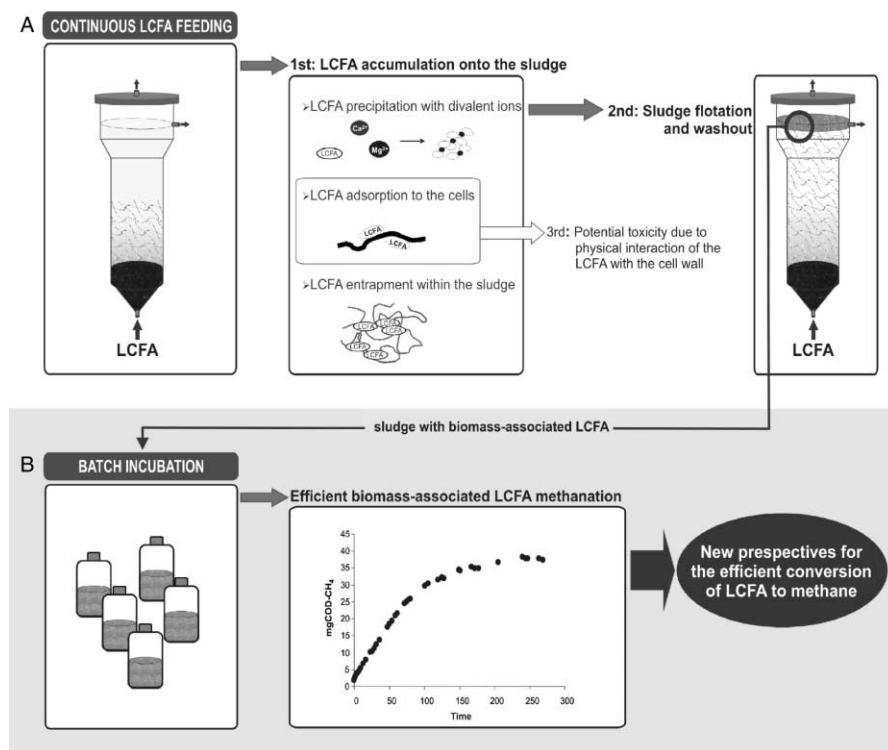 A
CONTINUOUS LCFA FEEDING
LCFA
1st: LCFA accumulation onto the sludge
➢LCFA precipitation with divalent ions
Ca²⁺
LCFA
Mg²⁺
➢LCFA adsorption to the cells
LCFA
LCFA
➢LCFA entrapment within the sludge
LCFA
LCFA
LCFA
LCFA
2nd: Sludge flotation
and washout
3rd: Potential toxicity due to
physical interaction of the
LCFA with the cell wall
LCFA
sludge with biomass-associated LCFA
B
BATCH INCUBATION
Efficient biomass-associated LCFA methanation
mgCOD-CH₄
45
40
35
30
25
20
15
10
5
0
0
50
100
150
200
250
300
Time
New prespectives for
the efficient conversion
of LCFA to methane